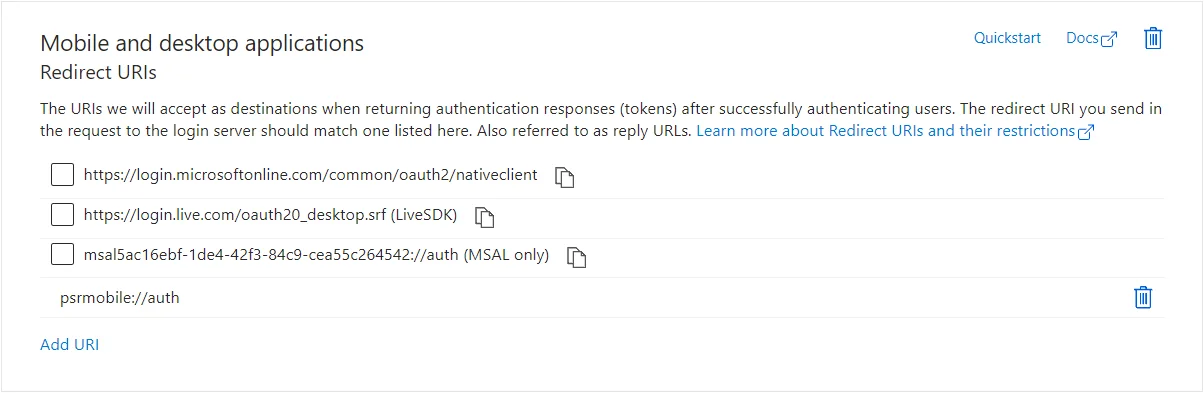 Mobile and desktop applications
Quickstart
Docs
Redirect URIs
The URIs we will accept as destinations when returning authentication responses (tokens) after successfully authenticating users. The redirect URI you send in
the request to the login server should match one listed here. Also referred to as reply URLs. Learn more about Redirect URIs and their restrictions
https://login.microsoftonline.com/common/oauth2/nativeclient
https://login.live.com/oauth20_desktop.srf (LiveSDK)
msal5ac16ebf-1de4-42f3-84c9-cea55c264542://auth (MSAL only)
psrmobile://auth
Add URI